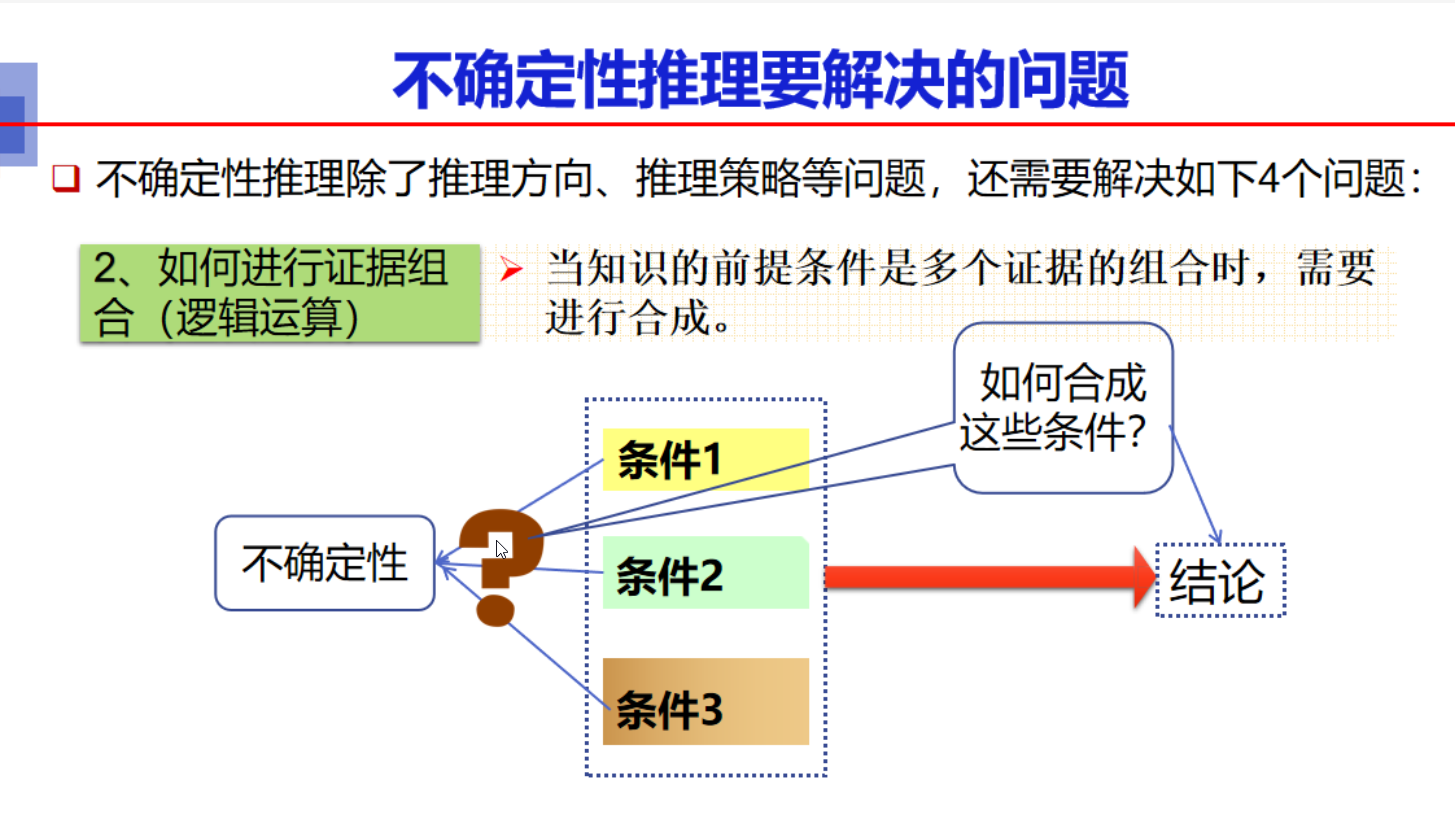 不确定性推理要解决的问题
不确定性推理除了推理方向、推理策略等问题，还需要解决如下4个问题：
2、如何进行证据组
合（逻辑运算）
当知识的前提条件是多个证据的组合时，需要
进行合成。
如何合成
这些条件？
条件1
不确定性
?
条件2
结论
条件3